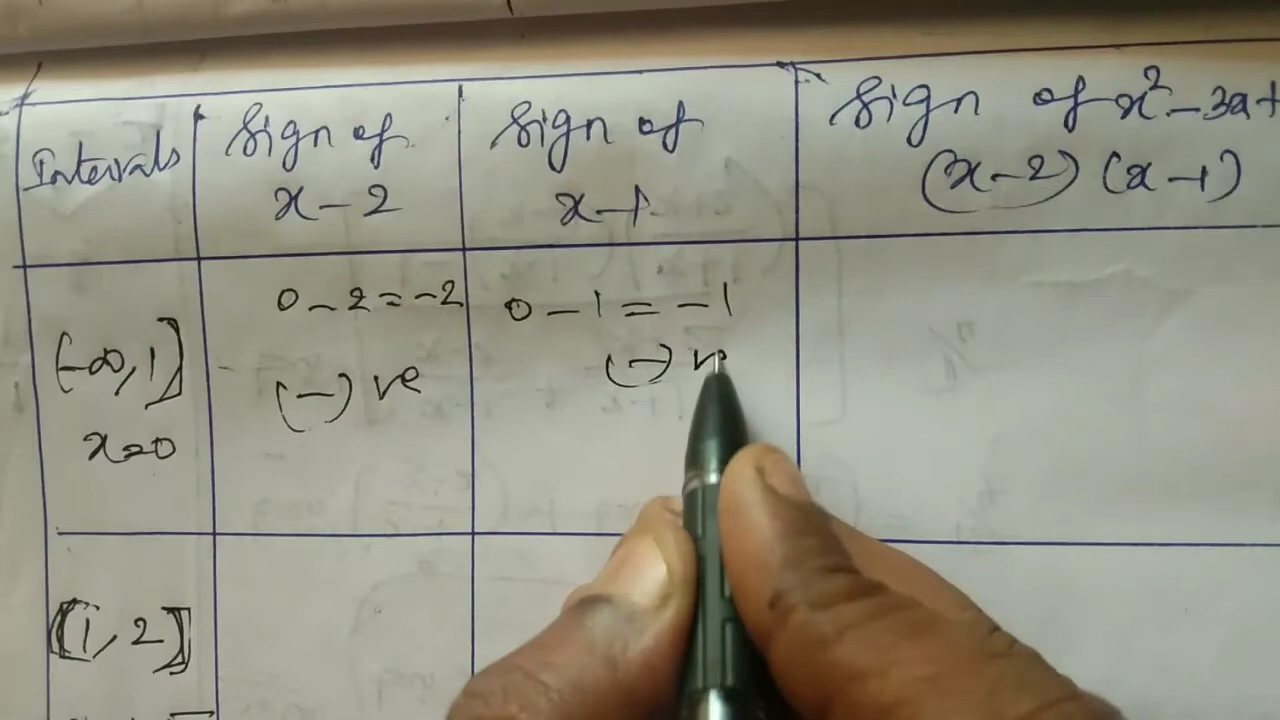 Intervals
Sign of
x-2
Sign of
x-1
Sign of x²-3x+
(x-2) (x-1)
(-∞,1]
x=0
0-2=-2
(-)ve
0-1=-1
(-)ve
[1,2]